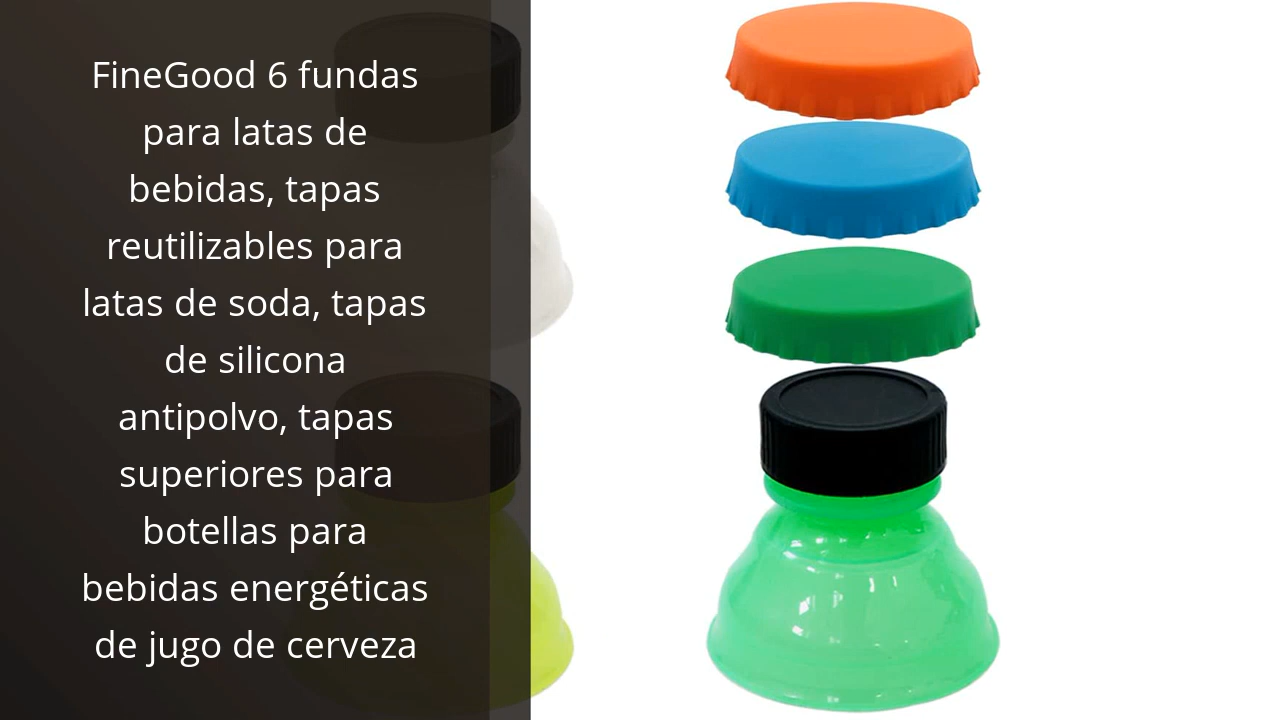 FineGood 6 fundas
para latas de
bebidas, tapas
reutilizables para
latas de soda, tapas
de silicona
antipolvo, tapas
superiores para
botellas para
bebidas energéticas
de jugo de cerveza